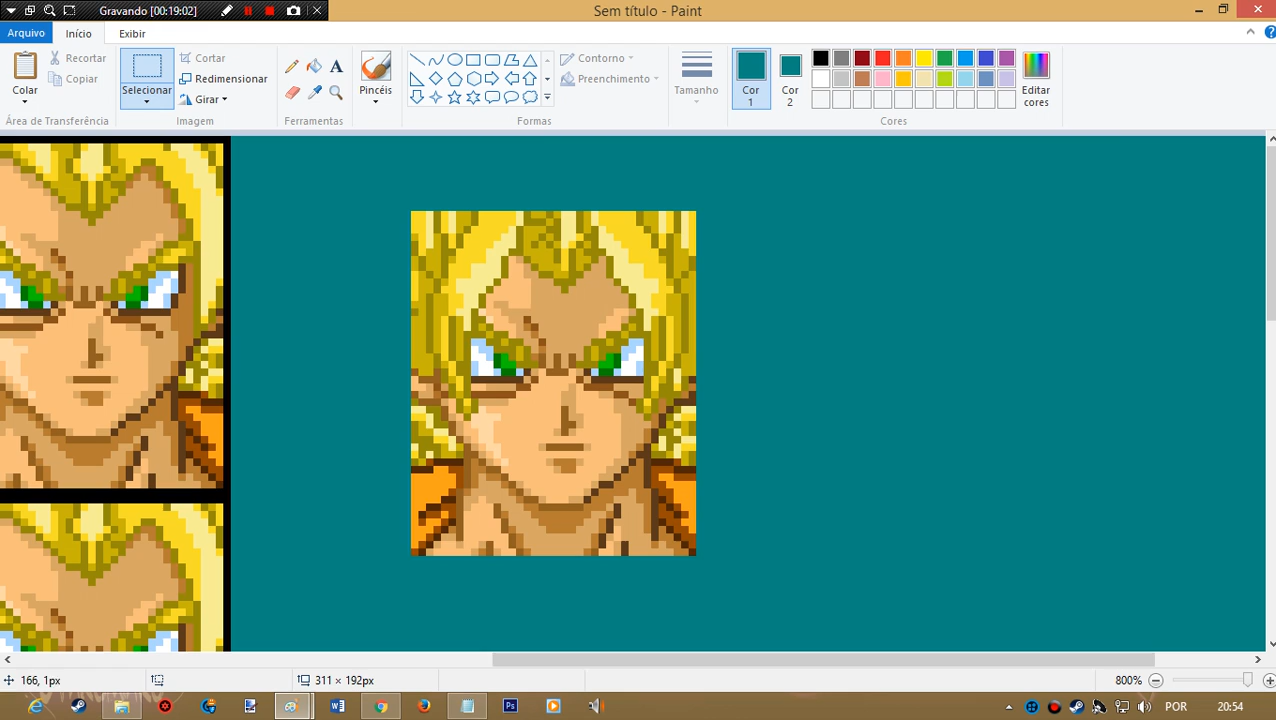 Gravando [00:19:02]
Sem título - Paint
Arquivo
Início
Exibir
Colar
Recortar
Copiar
Área de Transferência
Selecionar
Cortar
Redimensionar
Girar
Imagem
A
Ferramentas
Pincéis
Contorno
Preenchimento
Formas
Tamanho
Cor 1
Cor 2
Editar cores
Cores
166, 1px
311 × 192px
800%
W
Ps
POR
20:54